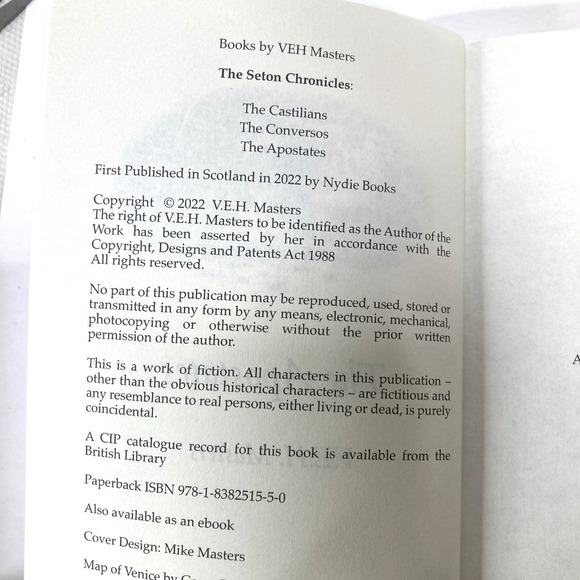 Books by VEH Masters
The Seton Chronicles:
The Castilians
The Conversos
The Apostates
First Published in Scotland in 2022 by Nydie Books
Copyright © 2022 V.E.H. Masters
The right of V.E.H. Masters to be identified as the Author of the
Work has been asserted by her in accordance with the
Copyright, Designs and Patents Act 1988
All rights reserved.
No part of this publication may be reproduced, used, stored or
transmitted in any form by any means, electronic, mechanical,
photocopying or otherwise without the prior written
permission of the author.
This is a work of fiction. All characters in this publication –
other than the obvious historical characters – are fictitious and
any resemblance to real persons, either living or dead, is purely
coincidental.
A CIP catalogue record for this book is available from the
British Library
Paperback ISBN 978-1-8382515-5-0
Also available as an ebook
Cover Design: Mike Masters
Map of Venice by
A